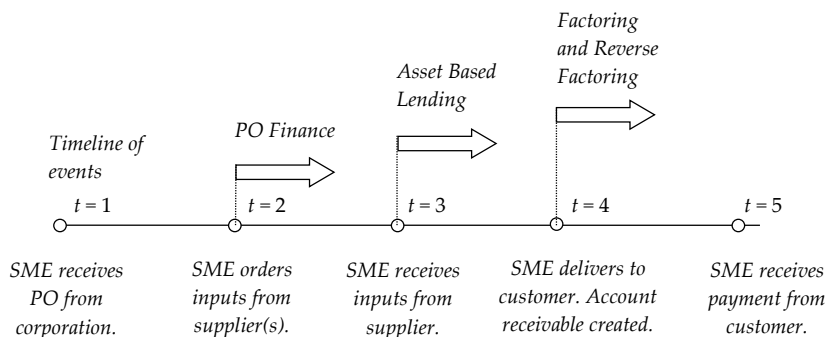 Factoring
and Reverse
Factoring
Asset Based
Lending
PO Finance
Timeline of
events
t = 1
t = 2
t = 3
t = 4
t = 5
SME receives
PO from
corporation.
SME orders
inputs from
supplier(s).
SME receives
inputs from
supplier.
SME delivers to
customer. Account
receivable created.
SME receives
payment from
customer.